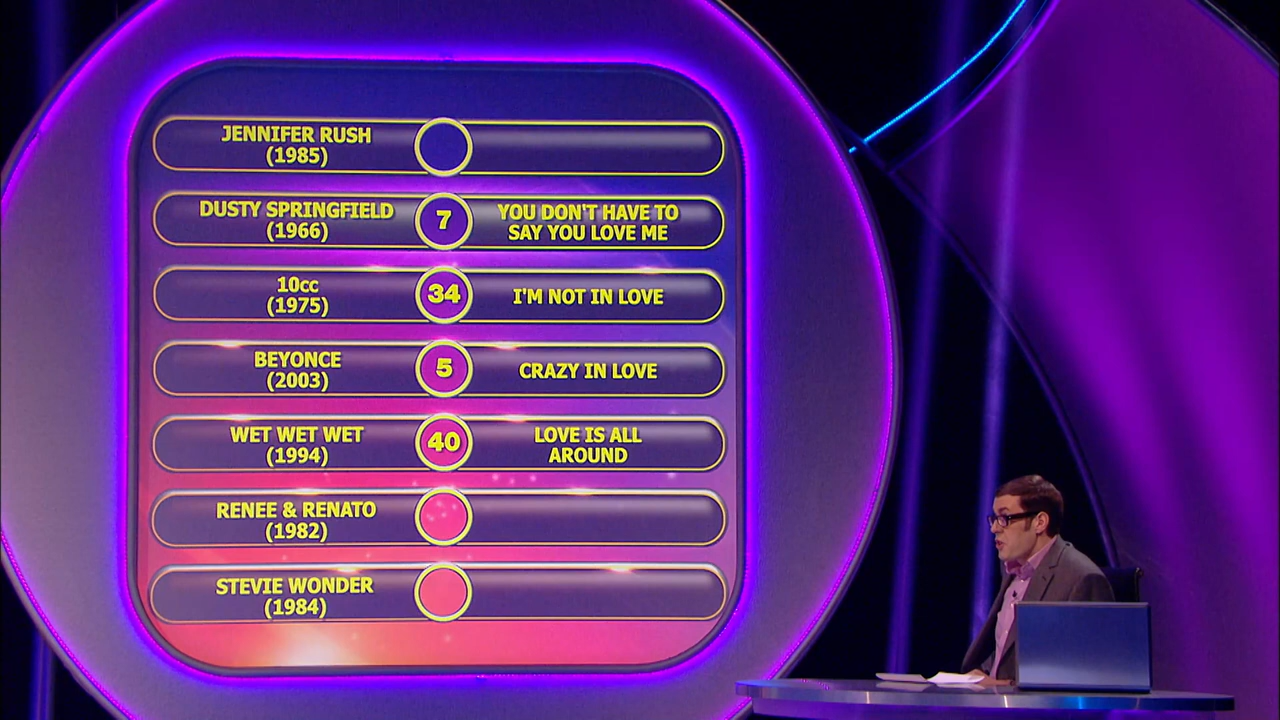 JENNIFER RUSH
(1985)
DUSTY SPRINGFIELD
(1966)
7
YOU DON'T HAVE TO
SAY YOU LOVE ME
10cc
(1975)
34
I'M NOT IN LOVE
BEYONCE
(2003)
5
CRAZY IN LOVE
WET WET WET
(1994)
40
LOVE IS ALL
AROUND
RENEE & RENATO
(1982)
STEVIE WONDER
(1984)